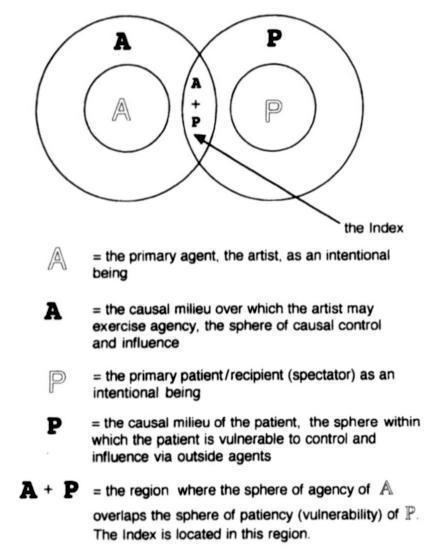 A P
A
+
P
A P
the Index
A = the primary agent, the artist, as an intentional
being
A = the causal milieu over which the artist may
exercise agency, the sphere of causal control
and influence
P = the primary patient/recipient (spectator) as an
intentional being
P = the causal milieu of the patient, the sphere within
which the patient is vulnerable to control and
influence via outside agents
A + P = the region where the sphere of agency of A
overlaps the sphere of patiency (vulnerability) of P.
The Index is located in this region.